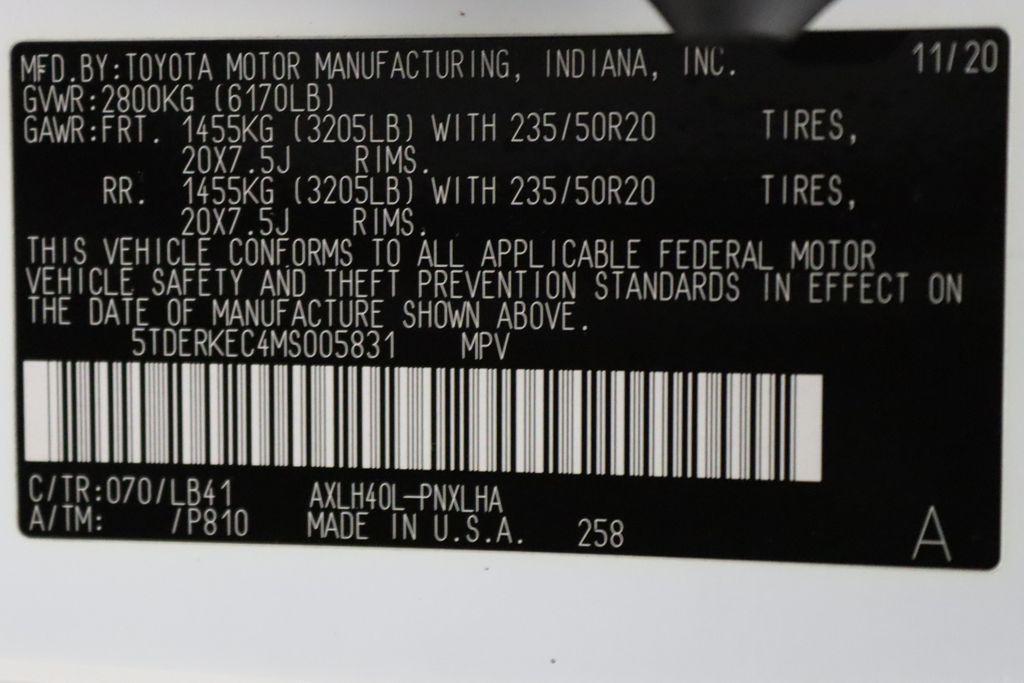 MFD.BY:TOYOTA MOTOR MANUFACTURING, INDIANA, INC. 11/20
GVWR:2800KG (6170LB)
GAWR:FRT. 1455KG (3205LB) WITH 235/50R20 TIRES,
20X7.5J RIMS.
RR. 1455KG (3205LB) WITH 235/50R20 TIRES,
20X7.5J RIMS.
THIS VEHICLE CONFORMS TO ALL APPLICABLE FEDERAL MOTOR
VEHICLE SAFETY AND THEFT PREVENTION STANDARDS IN EFFECT ON
THE DATE OF MANUFACTURE SHOWN ABOVE.
5TDERKEC4MS005831 MPV
C/TR:070/LB41 AXLH40L-PNXLHA
A/TM: /P810 MADE IN U.S.A. 258 A